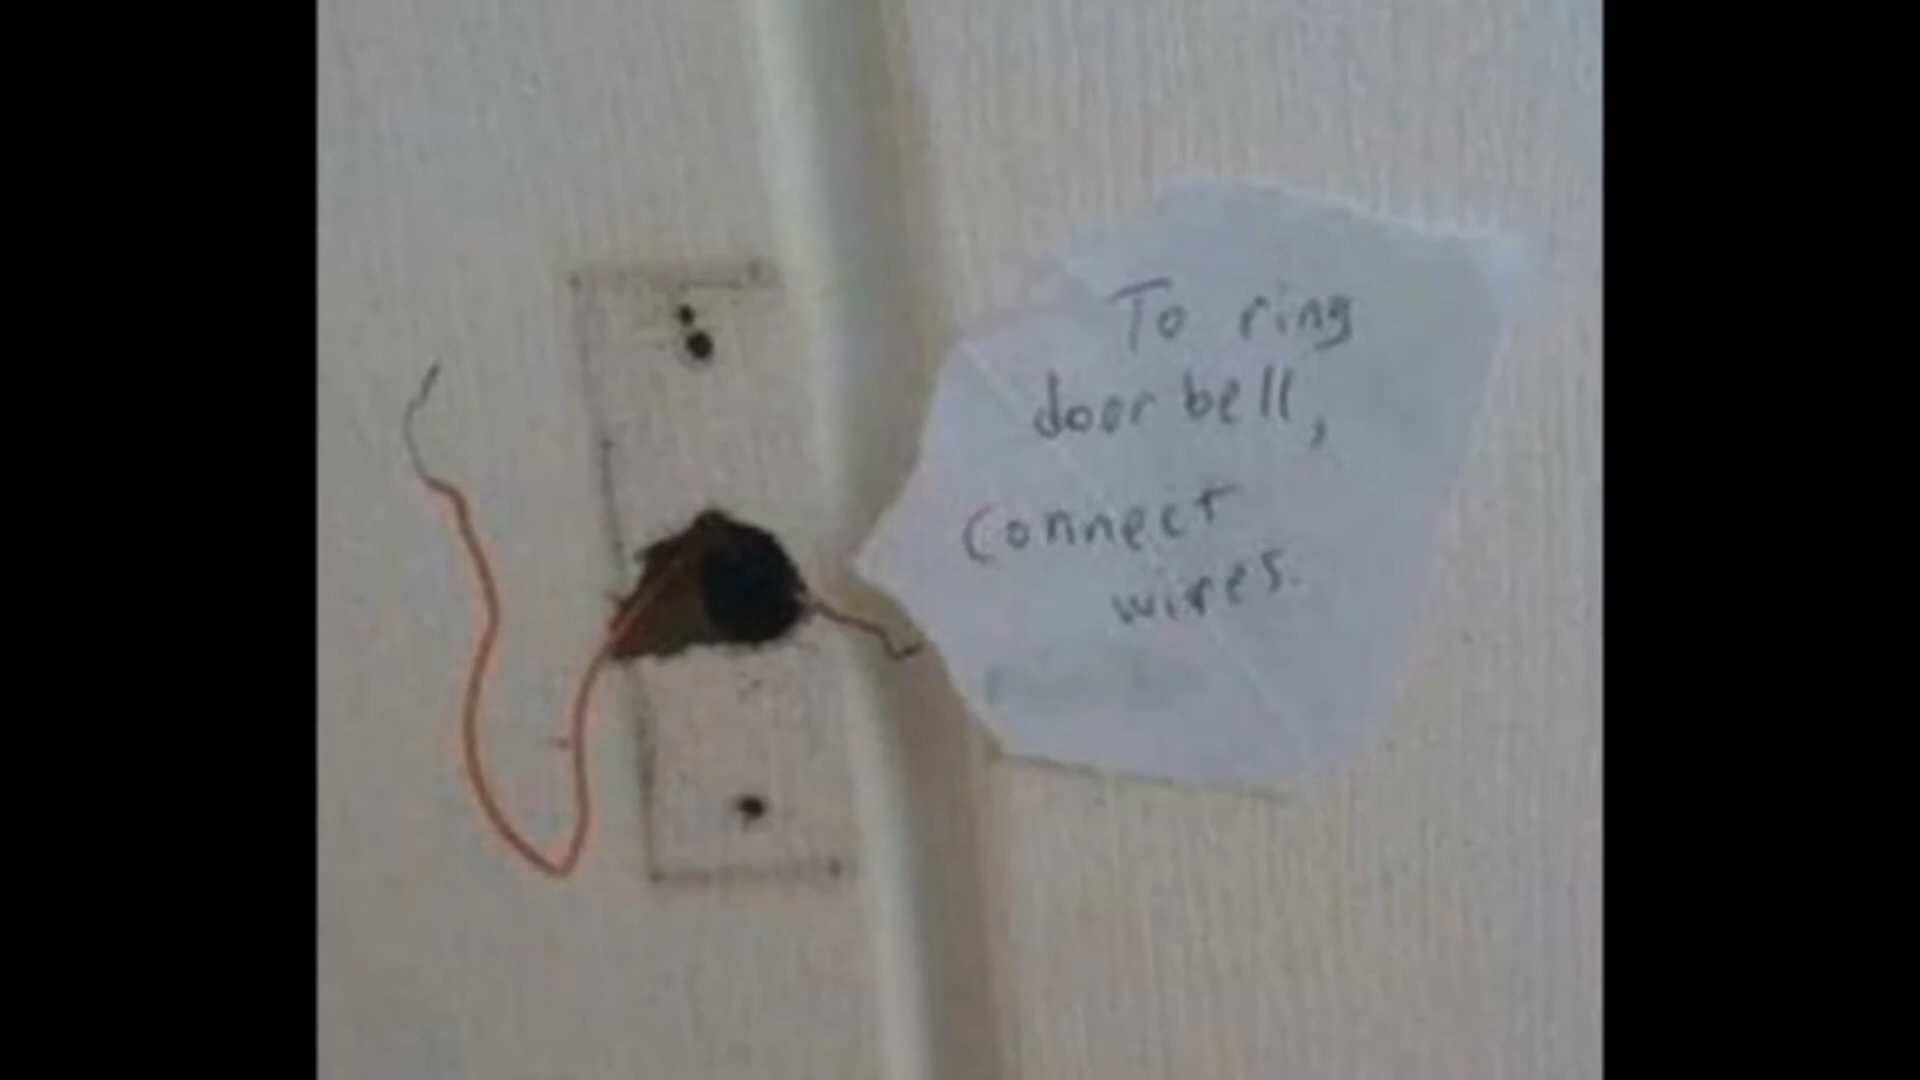 To ring
door bell,
connect
wires.